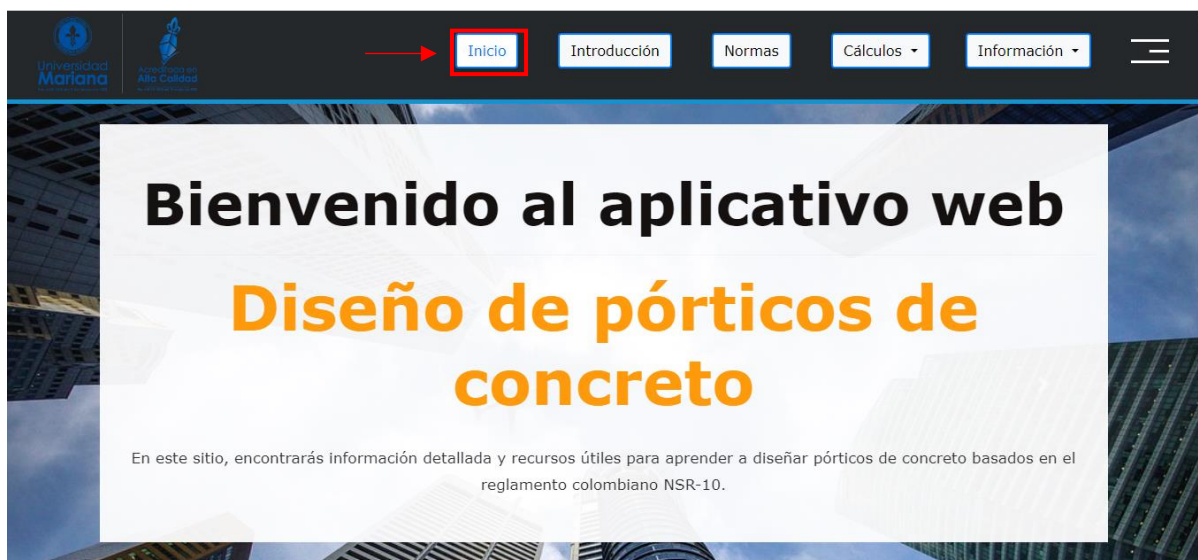 Universidad
Mariana
Acreditada en
Alta Calidad
Inicio
Introducción
Normas
Cálculos
Información
Bienvenido al aplicativo web
Diseño de pórticos de
concreto
En este sitio, encontrarás información detallada y recursos útiles para aprender a diseñar pórticos de concreto basados en el
reglamento colombiano NSR-10.